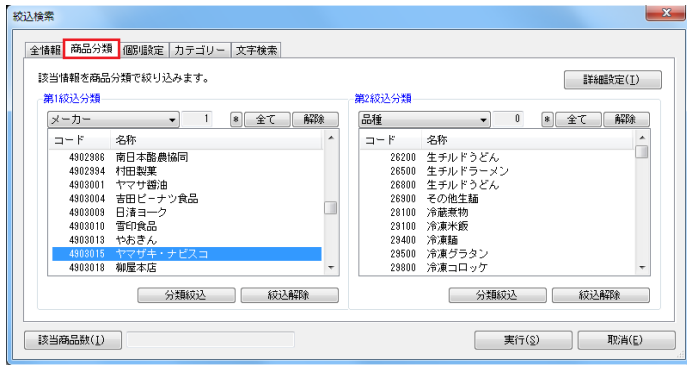 絞込検索
全情報 商品分類 個別設定 カテゴリー 文字検索
該当情報を商品分類で絞り込みます。 詳細設定(T)
第1絞込分類
メーカー 1 * 全て 解除
コード 名称
4902986 南日本酪農協同
4902994 村田製菓
4903001 ヤマサ醤油
4903004 吉田ピーナツ食品
4903009 日清ヨーク
4903010 雪印食品
4903013 やおきん
4903015 ヤマザキ・ナビスコ
4903018 柳屋本店
分類絞込 絞込解除
第2絞込分類
品種 0 * 全て 解除
コード 名称
26200 生チルドうどん
26500 生チルドラーメン
26800 生チルドうどん
26900 その他生麺
28100 冷蔵煮物
29100 冷凍米飯
29400 冷凍麺
29500 冷凍グラタン
29800 冷凍コロッケ
分類絞込 絞込解除
該当商品数(I) 実行(S) 取消(E)